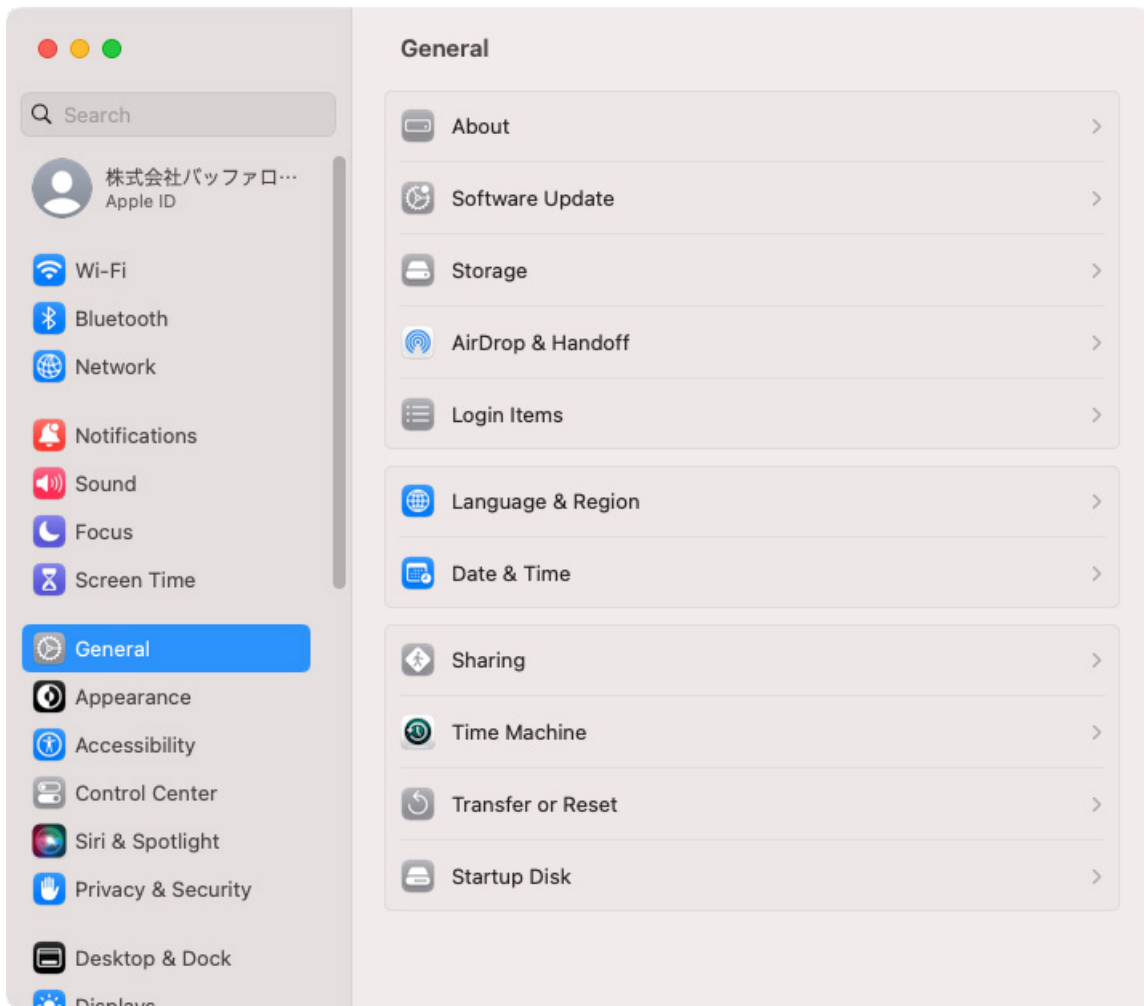 General
Search
株式会社バッファロ…
Apple ID
Wi-Fi
Bluetooth
Network
Notifications
Sound
Focus
Screen Time
General
Appearance
Accessibility
Control Center
Siri & Spotlight
Privacy & Security
Desktop & Dock
Displays
About
Software Update
Storage
AirDrop & Handoff
Login Items
Language & Region
Date & Time
Sharing
Time Machine
Transfer or Reset
Startup Disk